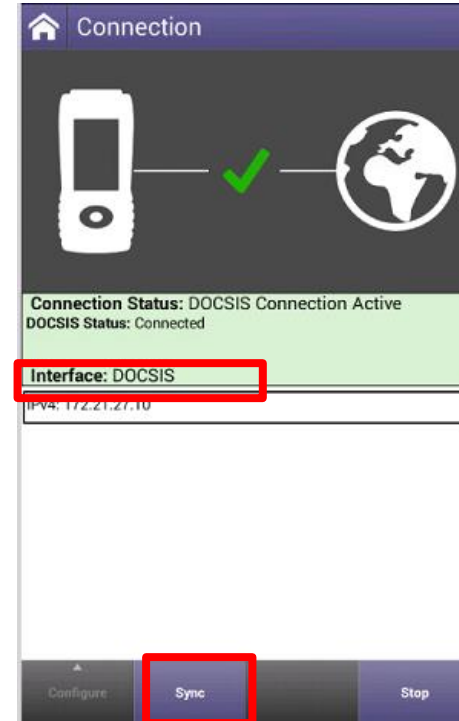 Connection
Connection Status: DOCSIS Connection Active
DOCSIS Status: Connected
Interface: DOCSIS
IPv4: 172.21.27.10
Configure
Sync
Stop